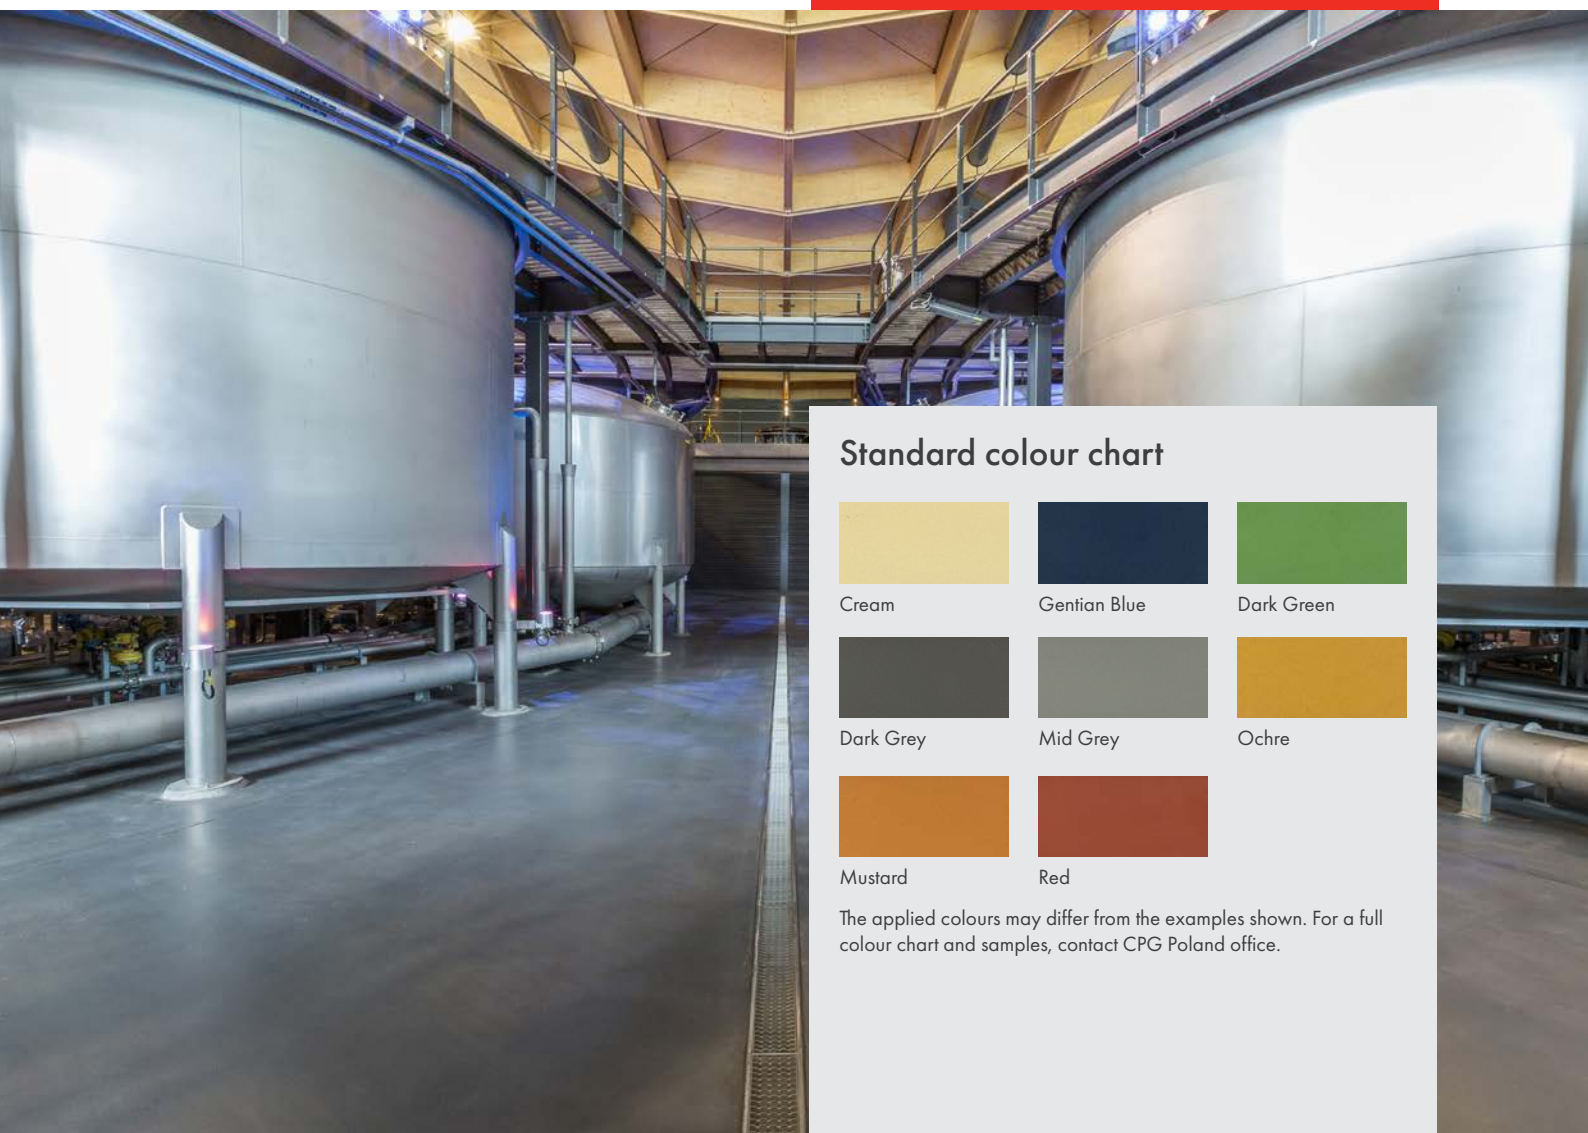 Standard colour chart
Cream
Gentian Blue
Dark Green
Dark Grey
Mid Grey
Ochre
Mustard
Red
The applied colours may differ from the examples shown. For a full
colour chart and samples, contact CPG Poland office.